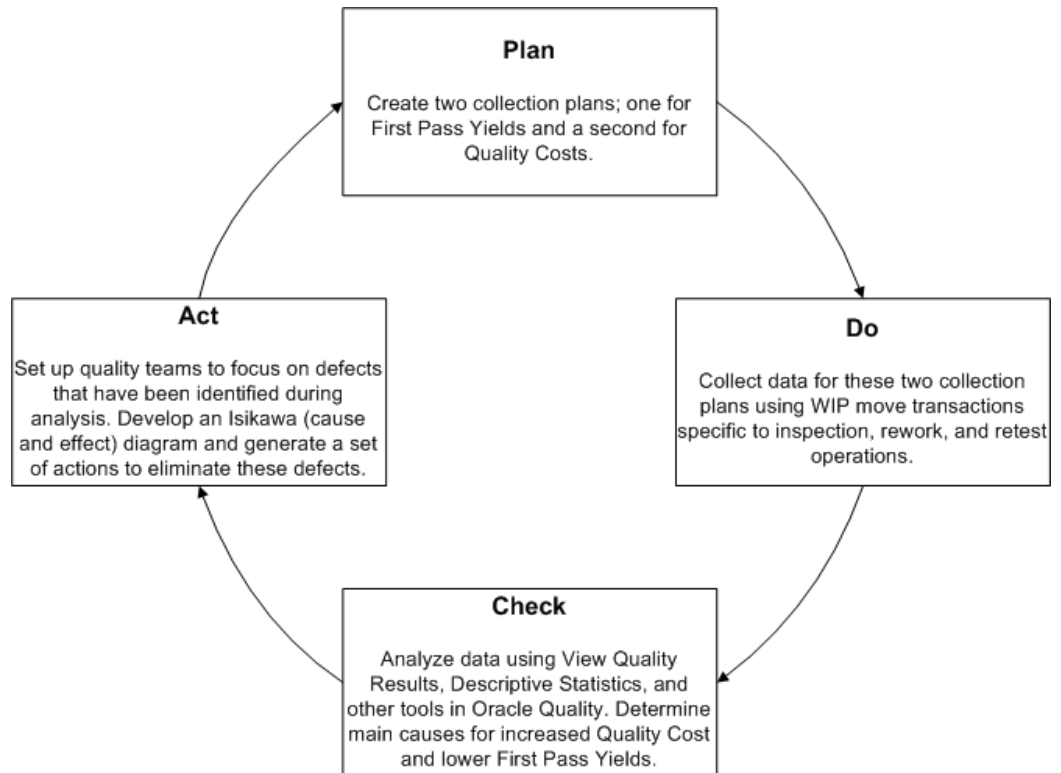 Plan
Create two collection plans; one for
First Pass Yields and a second for
Quality Costs.
Act
Set up quality teams to focus on defects
that have been identified during
analysis. Develop an Isikawa (cause
and effect) diagram and generate a set
of actions to eliminate these defects.
Do
Collect data for these two collection
plans using WIP move transactions
specific to inspection, rework, and retest
operations.
Check
Analyze data using View Quality
Results, Descriptive Statistics, and
other tools in Oracle Quality. Determine
main causes for increased Quality Cost
and lower First Pass Yields.